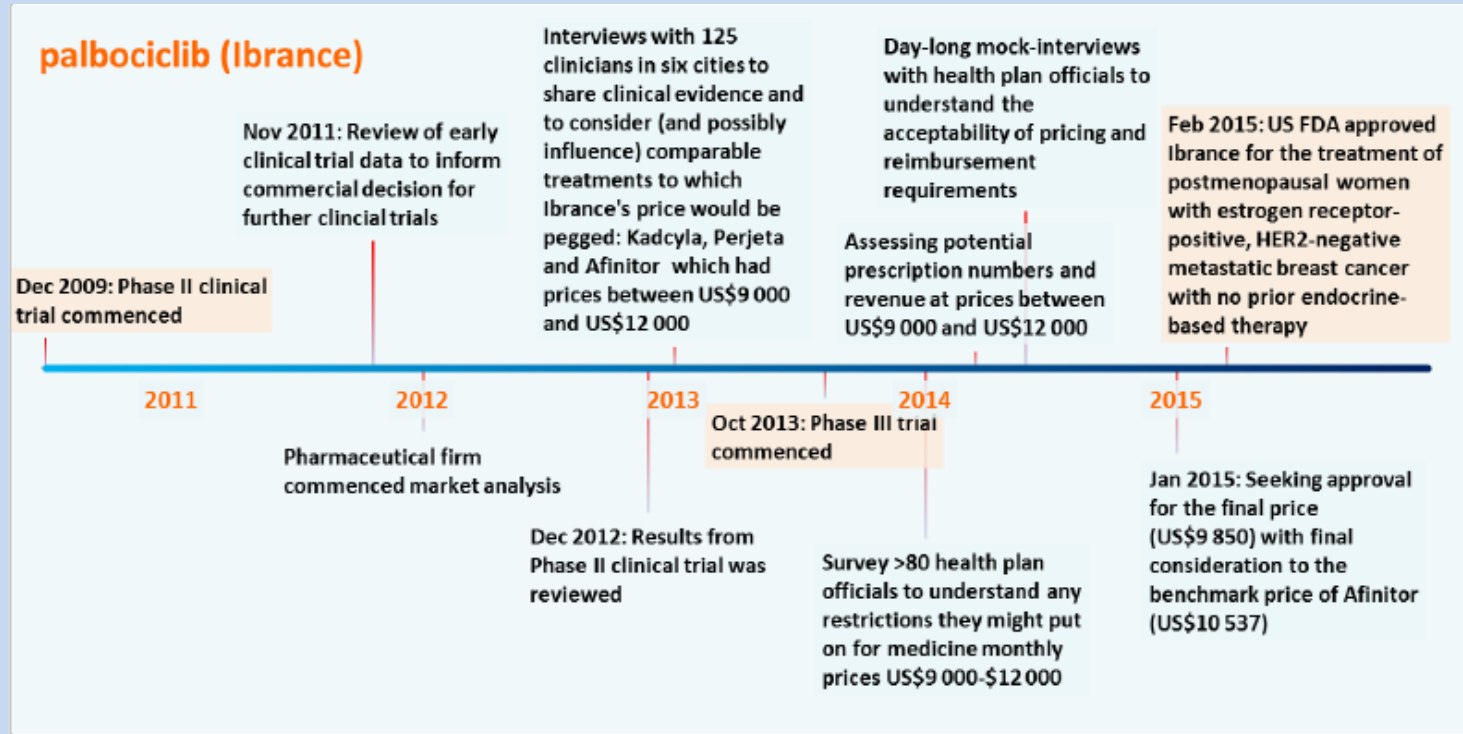 palbociclib (Ibrance)
Dec 2009: Phase II clinical
trial commenced
Nov 2011: Review of early
clinical trial data to inform
commercial decision for
further clincial trials
Interviews with 125
clinicians in six cities to
share clinical evidence and
to consider (and possibly
influence) comparable
treatments to which
Ibrance's price would be
pegged: Kadcyla, Perjeta
and Afinitor which had
prices between US$9 000
and US$12 000
Day-long mock-interviews
with health plan officials to
understand the
acceptability of pricing and
reimbursement
requirements
Assessing potential
prescription numbers and
revenue at prices between
US$9 000 and US$12 000
Feb 2015: US FDA approved
Ibrance for the treatment of
postmenopausal women
with estrogen receptor-
positive, HER2-negative
metastatic breast cancer
with no prior endocrine-
based therapy
2011
2012
2013
2014
2015
Pharmaceutical firm
commenced market analysis
Dec 2012: Results from
Phase II clinical trial was
reviewed
Oct 2013: Phase III trial
commenced
Survey >80 health plan
officials to understand any
restrictions they might put
on for medicine monthly
prices US$9 000-$12 000
Jan 2015: Seeking approval
for the final price
(US$9 850) with final
consideration to the
benchmark price of Afinitor
(US$10 537)